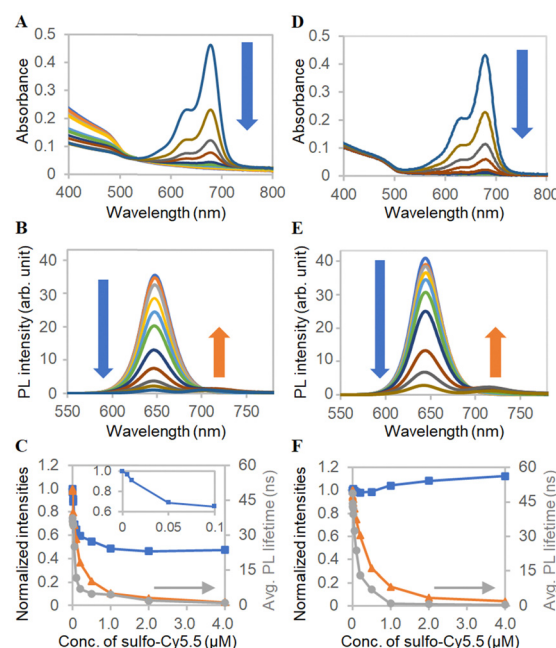 A
0.5
0.4
0.3
0.2
0.1
0
Absorbance
400 500 600 700 800
Wavelength (nm)
D
0.5
0.4
0.3
0.2
0.1
0
Absorbance
400 500 600 700 800
Wavelength (nm)
B
40
30
20
10
0
PL intensity (arb. unit)
550 600 650 700 750
Wavelength (nm)
E
40
30
20
10
0
PL intensity (arb. unit)
550 600 650 700 750
Wavelength (nm)
C
1.2
1.0
0.8
0.6
0.4
0.2
0
Normalized intensities
1.0
0.8
0.6
0 0.05 0.1
60
45
30
15
0
Avg. PL lifetime (ns)
0 1.0 2.0 3.0 4.0
Conc. of sulfo-Cy5.5 (μM)
F
1.2
1.0
0.8
0.6
0.4
0.2
0
Normalized intensities
60
45
30
15
0
Avg. PL lifetime (ns)
0 1.0 2.0 3.0 4.0
Conc. of sulfo-Cy5.5 (μM)